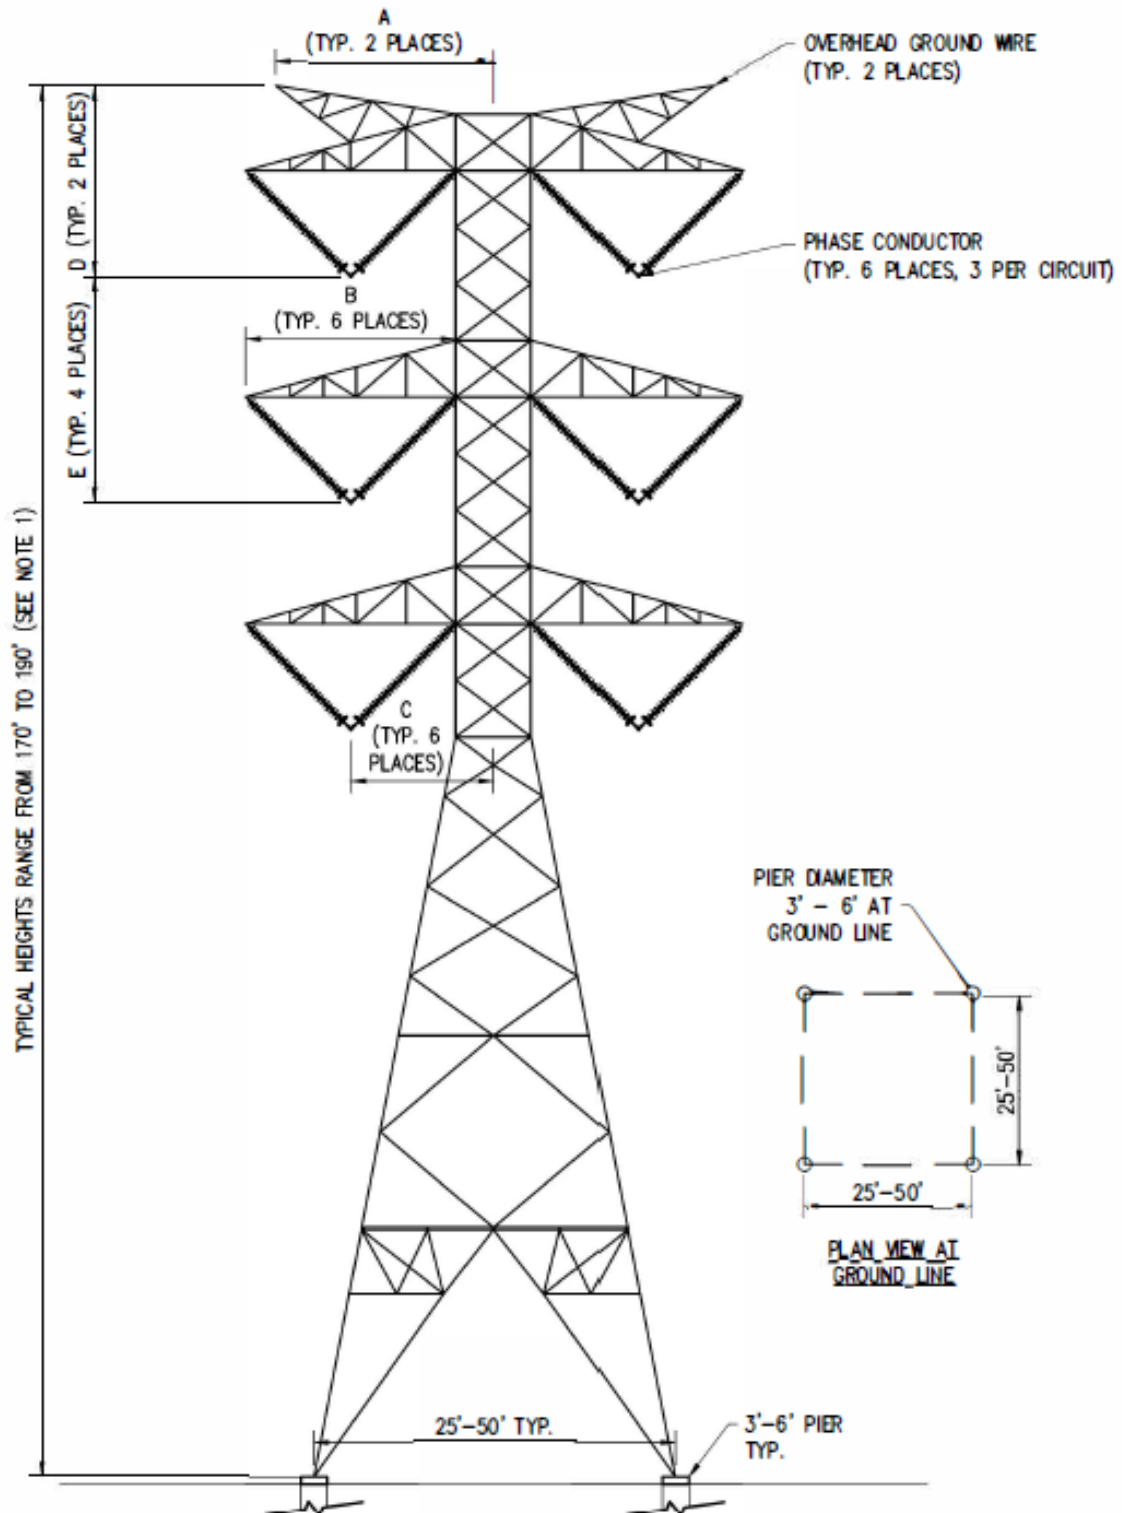 A
(TYP. 2 PLACES)
OVERHEAD GROUND WIRE
(TYP. 2 PLACES)
D (TYP. 2 PLACES)
PHASE CONDUCTOR
(TYP. 6 PLACES, 3 PER CIRCUIT)
B
(TYP. 6 PLACES)
E (TYP. 4 PLACES)
TYPICAL HEIGHTS RANGE FROM 170' TO 190' (SEE NOTE 1)
C
(TYP. 6
PLACES)
PIER DIAMETER
3' - 6' AT
GROUND LINE
25'-50'
25'-50'
PLAN VIEW AT
GROUND LINE
25'-50' TYP.
3'-6' PIER
TYP.